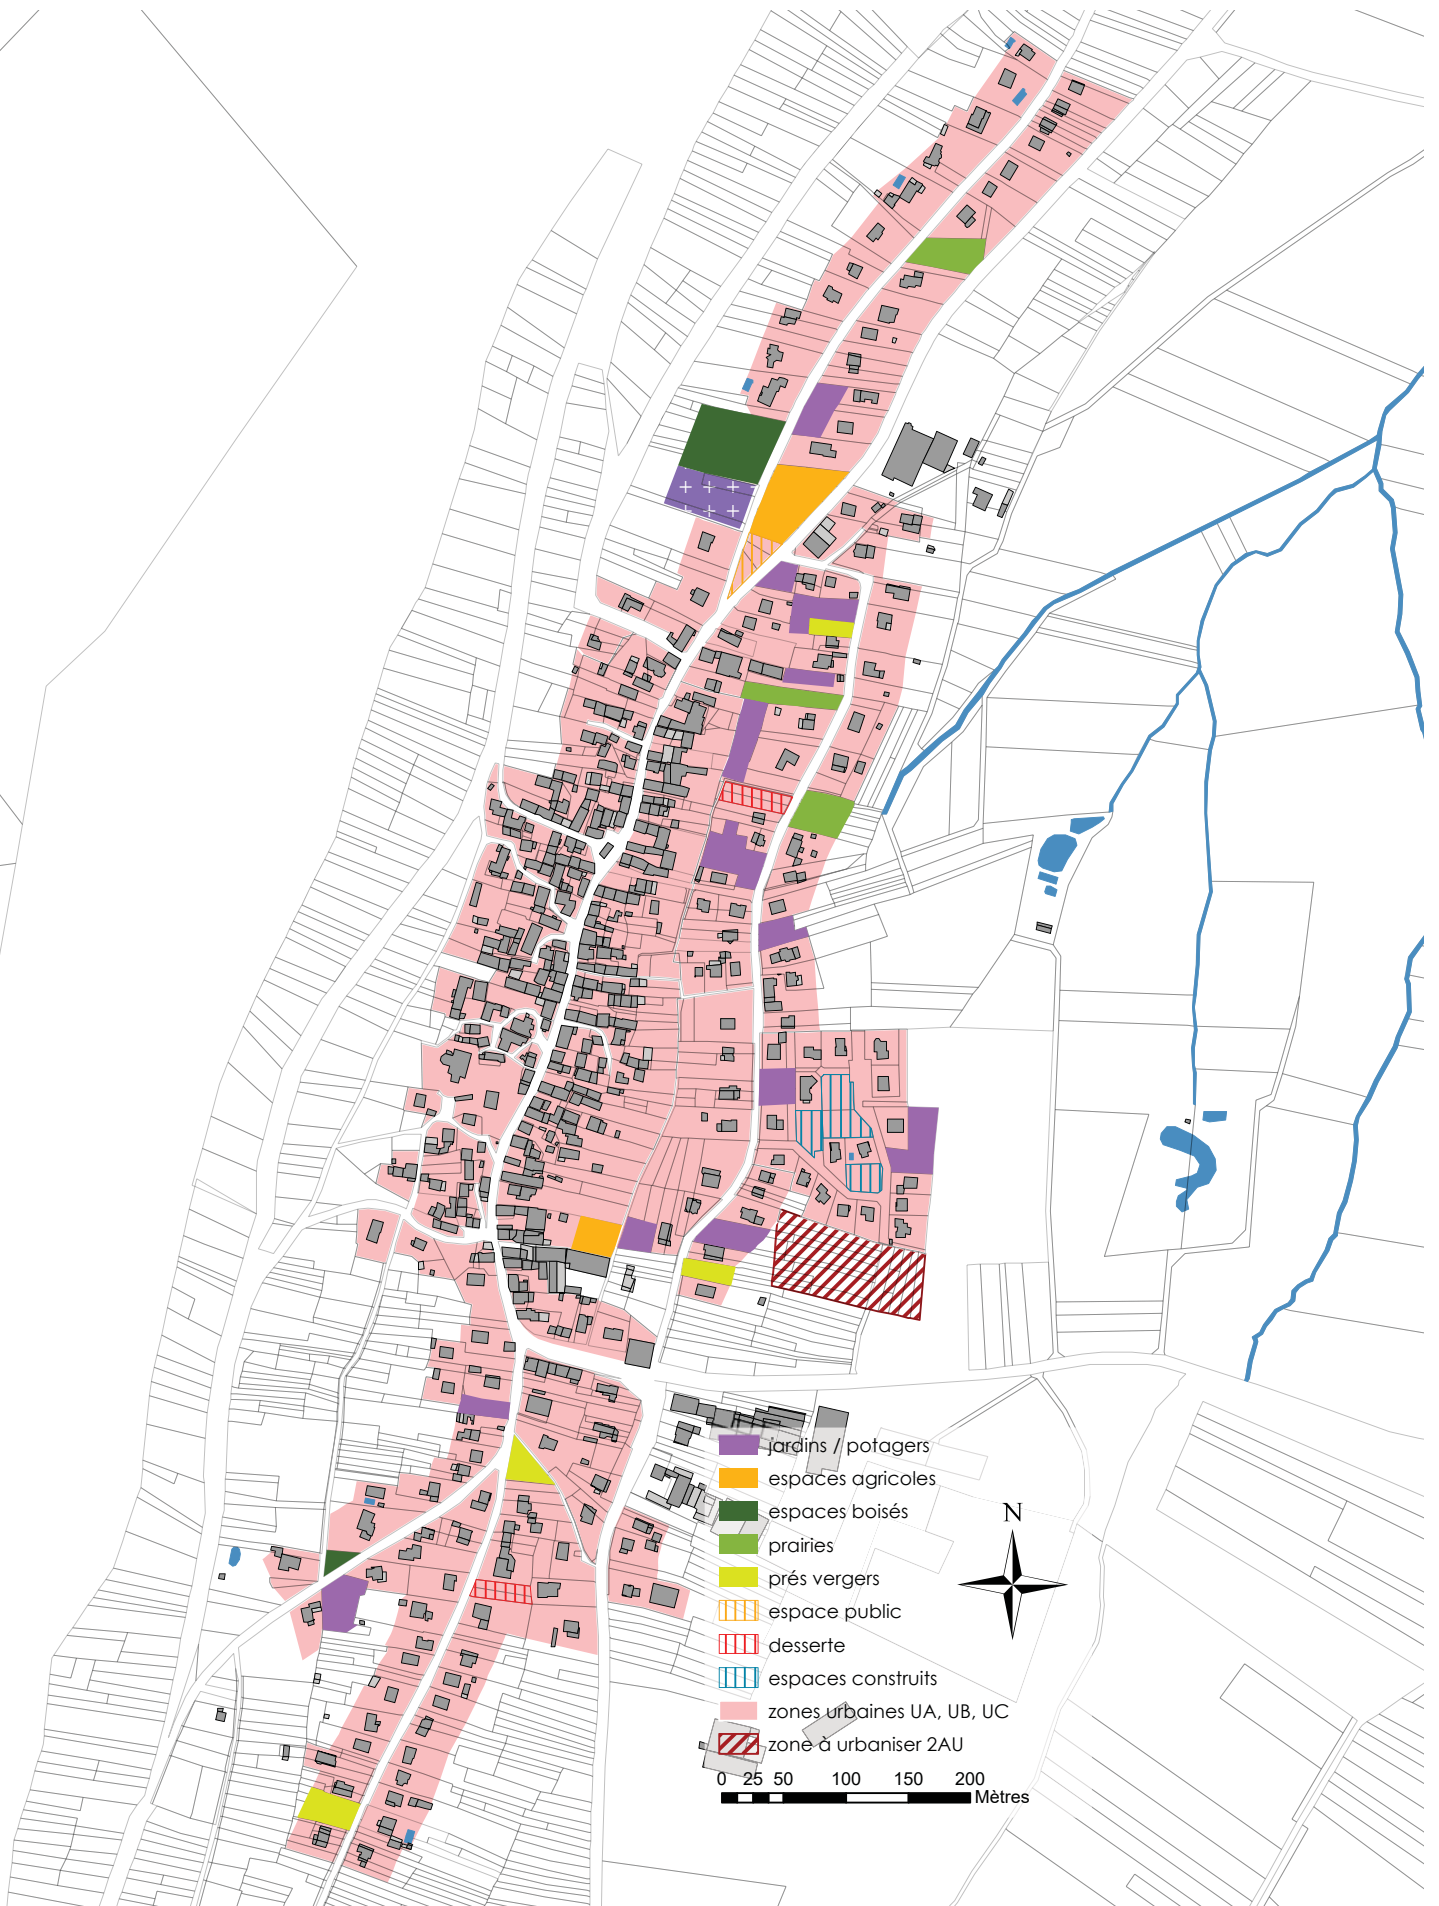 jardins / potagers
espaces agricoles
espaces boisés
prairies
N
prés vergers
espace public
desserte
espaces construits
zones urbaines UA, UB, UC
zone à urbaniser 2AU
0 25 50 100 150 200
Mètres